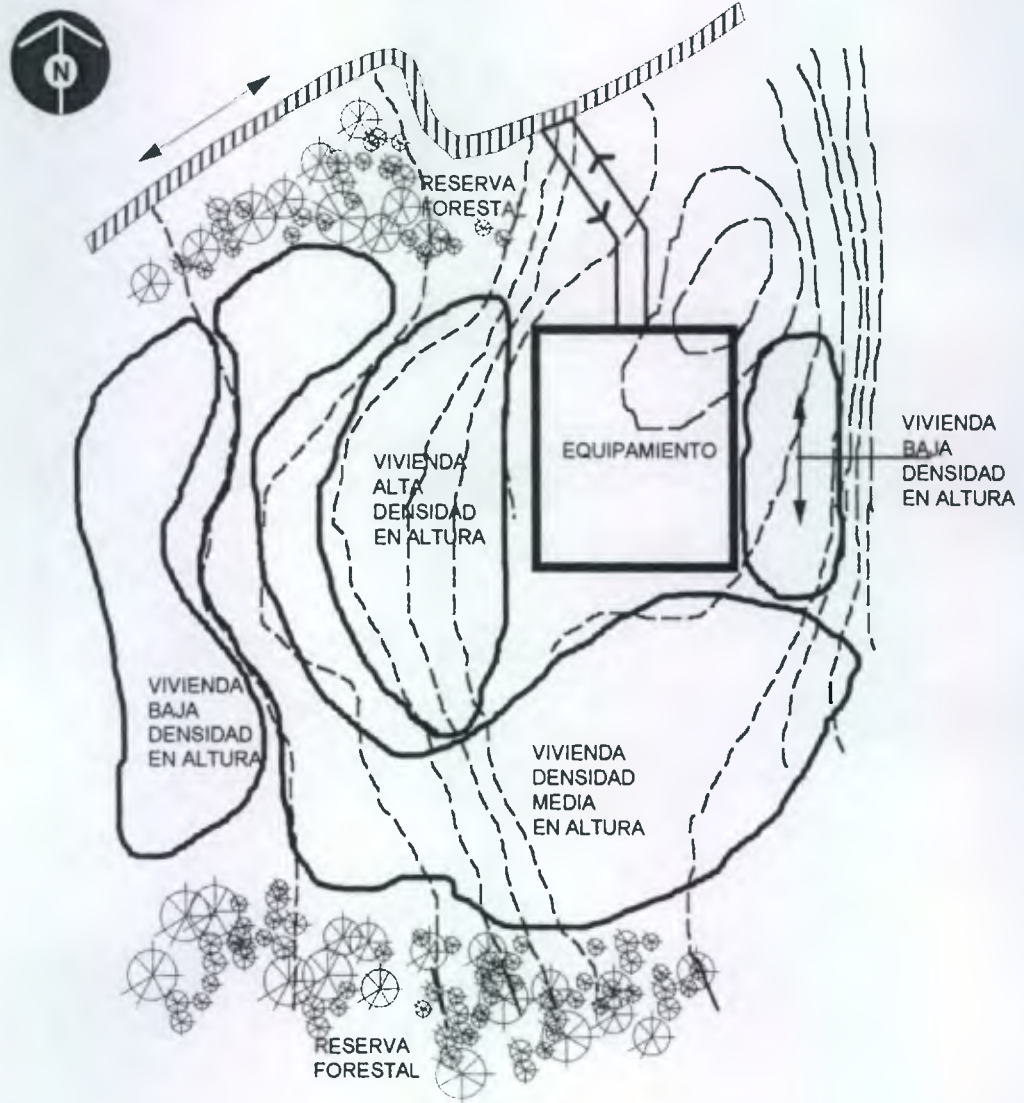 N
RESERVA
FORESTAL
VIVIENDA
ALTA
DENSIDAD
EN ALTURA
EQUIPAMIENTO
VIVIENDA
BAJA
DENSIDAD
EN ALTURA
VIVIENDA
BAJA
DENSIDAD
EN ALTURA
VIVIENDA
DENSIDAD
MEDIA
EN ALTURA
RESERVA
FORESTAL